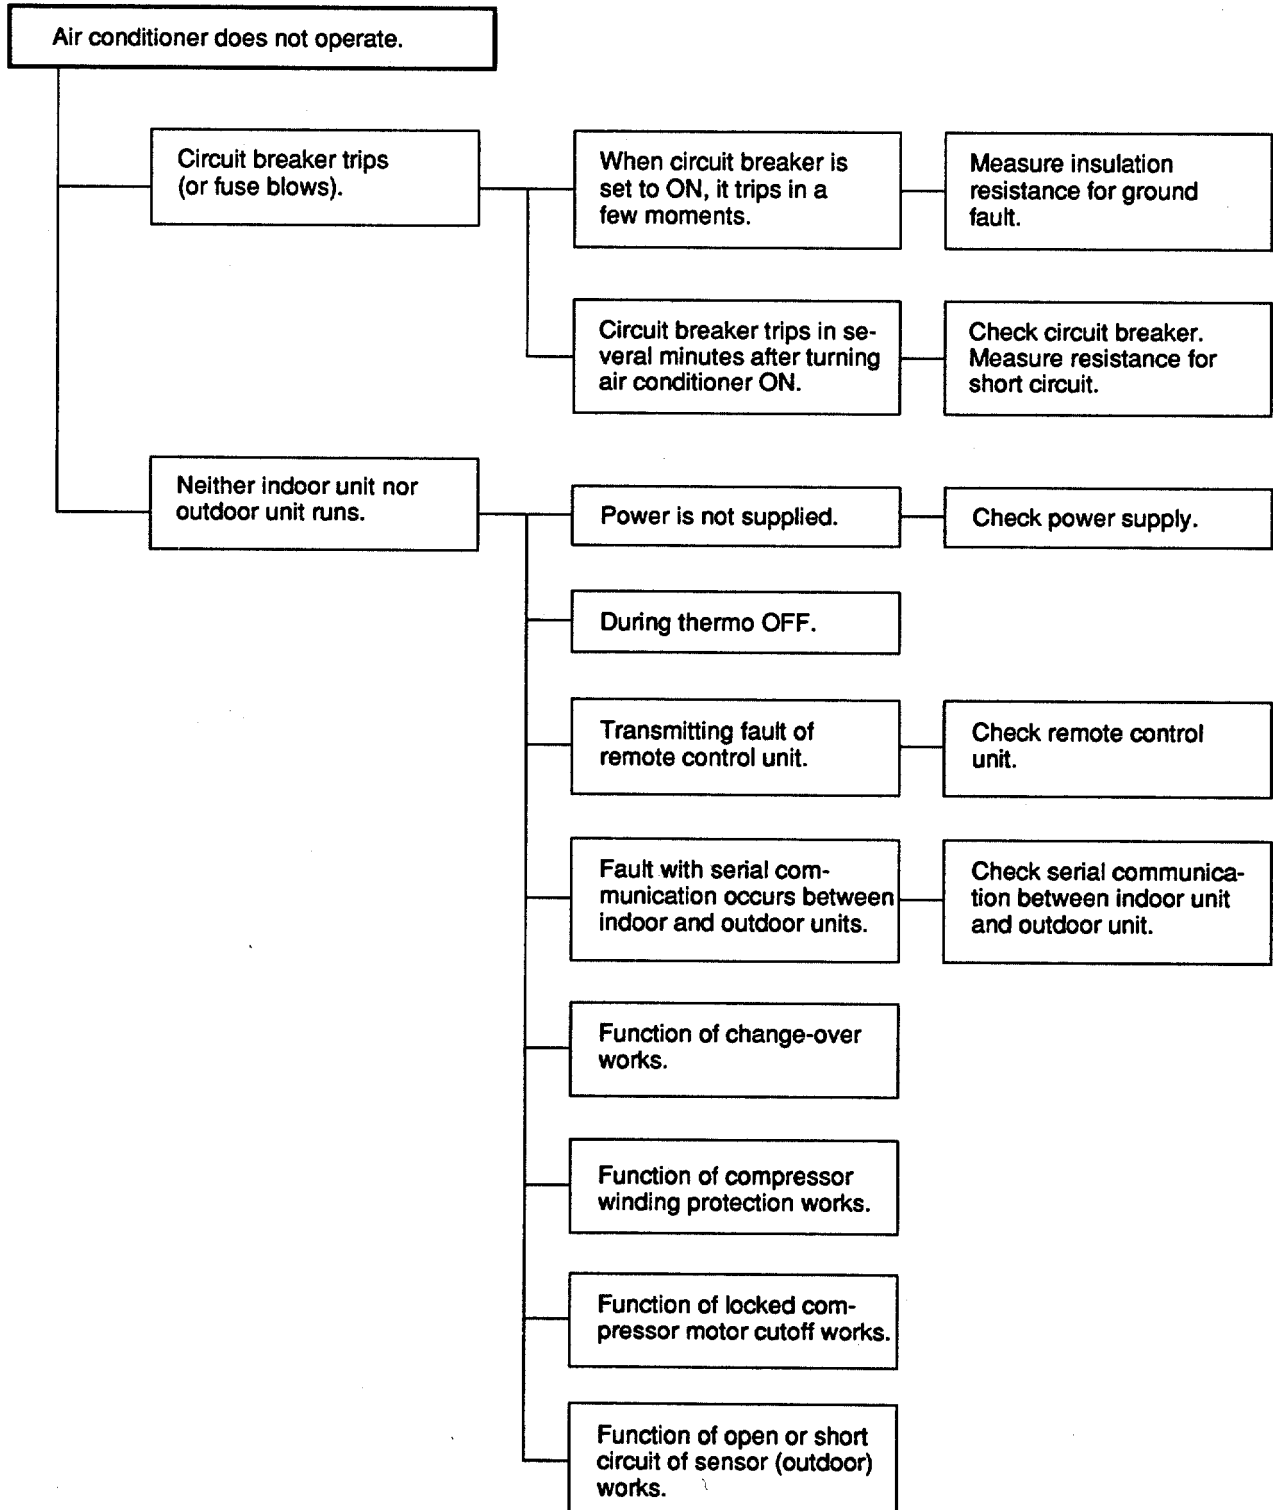 Air conditioner does not operate.
Circuit breaker trips
(or fuse blows).
When circuit breaker is
set to ON, it trips in a
few moments.
Measure insulation
resistance for ground
fault.
Circuit breaker trips in se-
veral minutes after turning
air conditioner ON.
Check circuit breaker.
Measure resistance for
short circuit.
Neither indoor unit nor
outdoor unit runs.
Power is not supplied.
Check power supply.
During thermo OFF.
Transmitting fault of
remote control unit.
Check remote control
unit.
Fault with serial com-
munication occurs between
indoor and outdoor units.
Check serial communica-
tion between indoor unit
and outdoor unit.
Function of change-over
works.
Function of compressor
winding protection works.
Function of locked com-
pressor motor cutoff works.
Function of open or short
circuit of sensor (outdoor)
works.